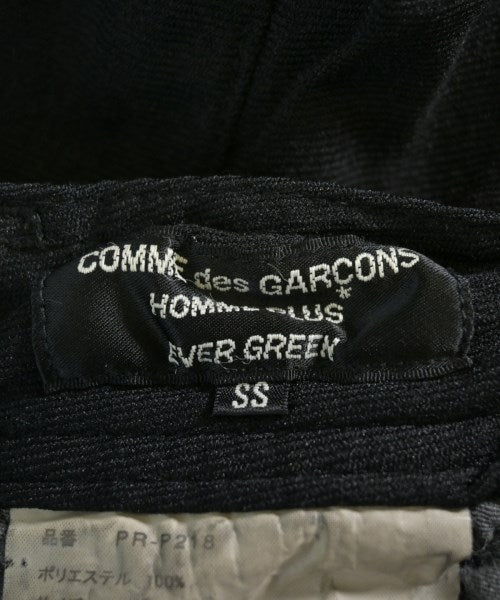 COMME des GARÇONS
HOMME PLUS*
EVER GREEN
SS
品番 PR-P218
ポリエステル 100%